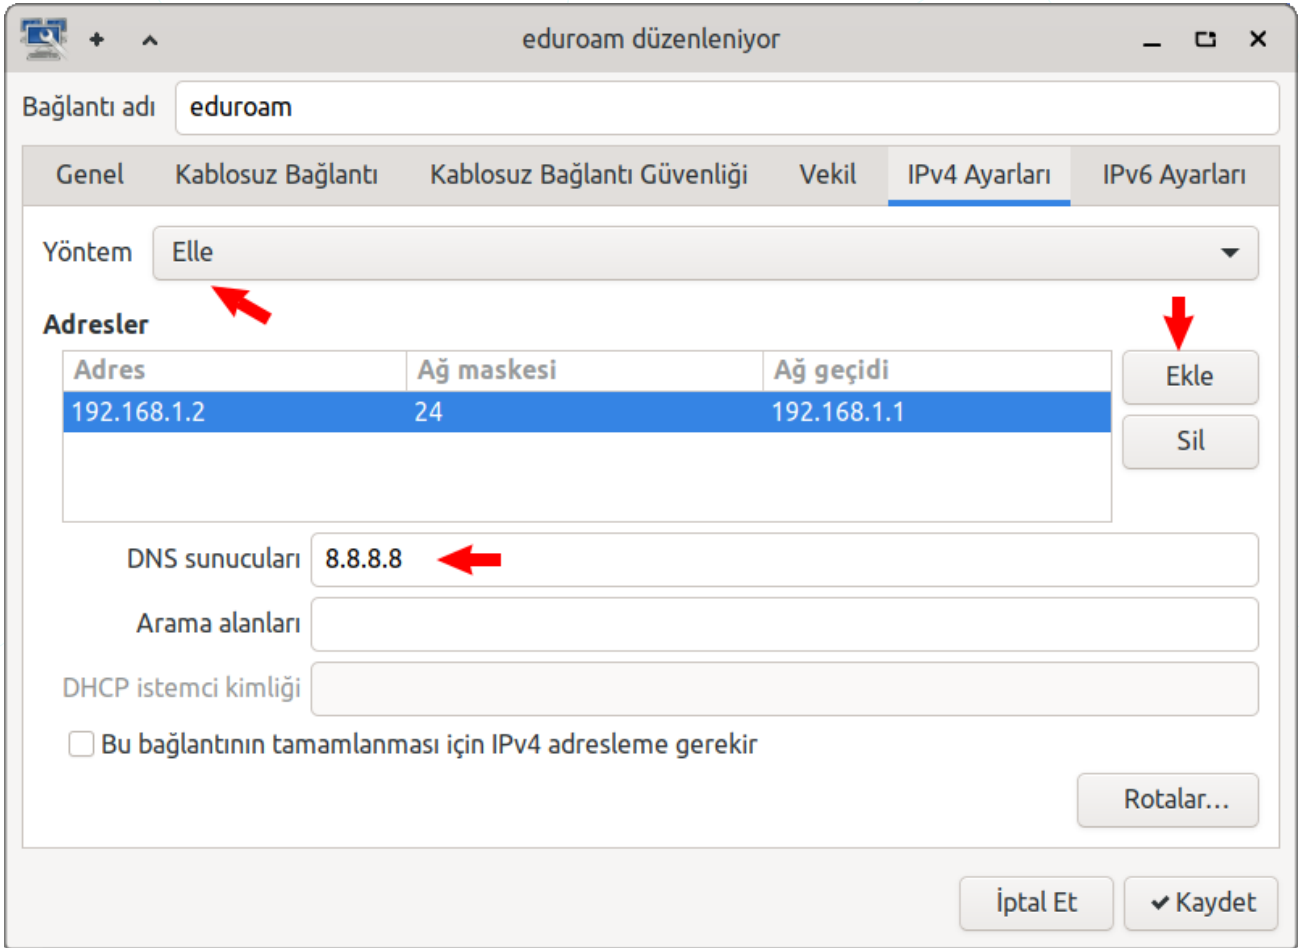 eduroam düzenleniyor
Bağlantı adı eduroam
Genel Kablosuz Bağlantı Kablosuz Bağlantı Güvenliği Vekil IPv4 Ayarları IPv6 Ayarları
Yöntem Elle
Adresler
Adres Ağ maskesi Ağ geçidi
192.168.1.2 24 192.168.1.1
Ekle
Sil
DNS sunucuları 8.8.8.8
Arama alanları
DHCP istemci kimliği
Bu bağlantının tamamlanması için IPv4 adresleme gerekir
Rotalar...
İptal Et Kaydet